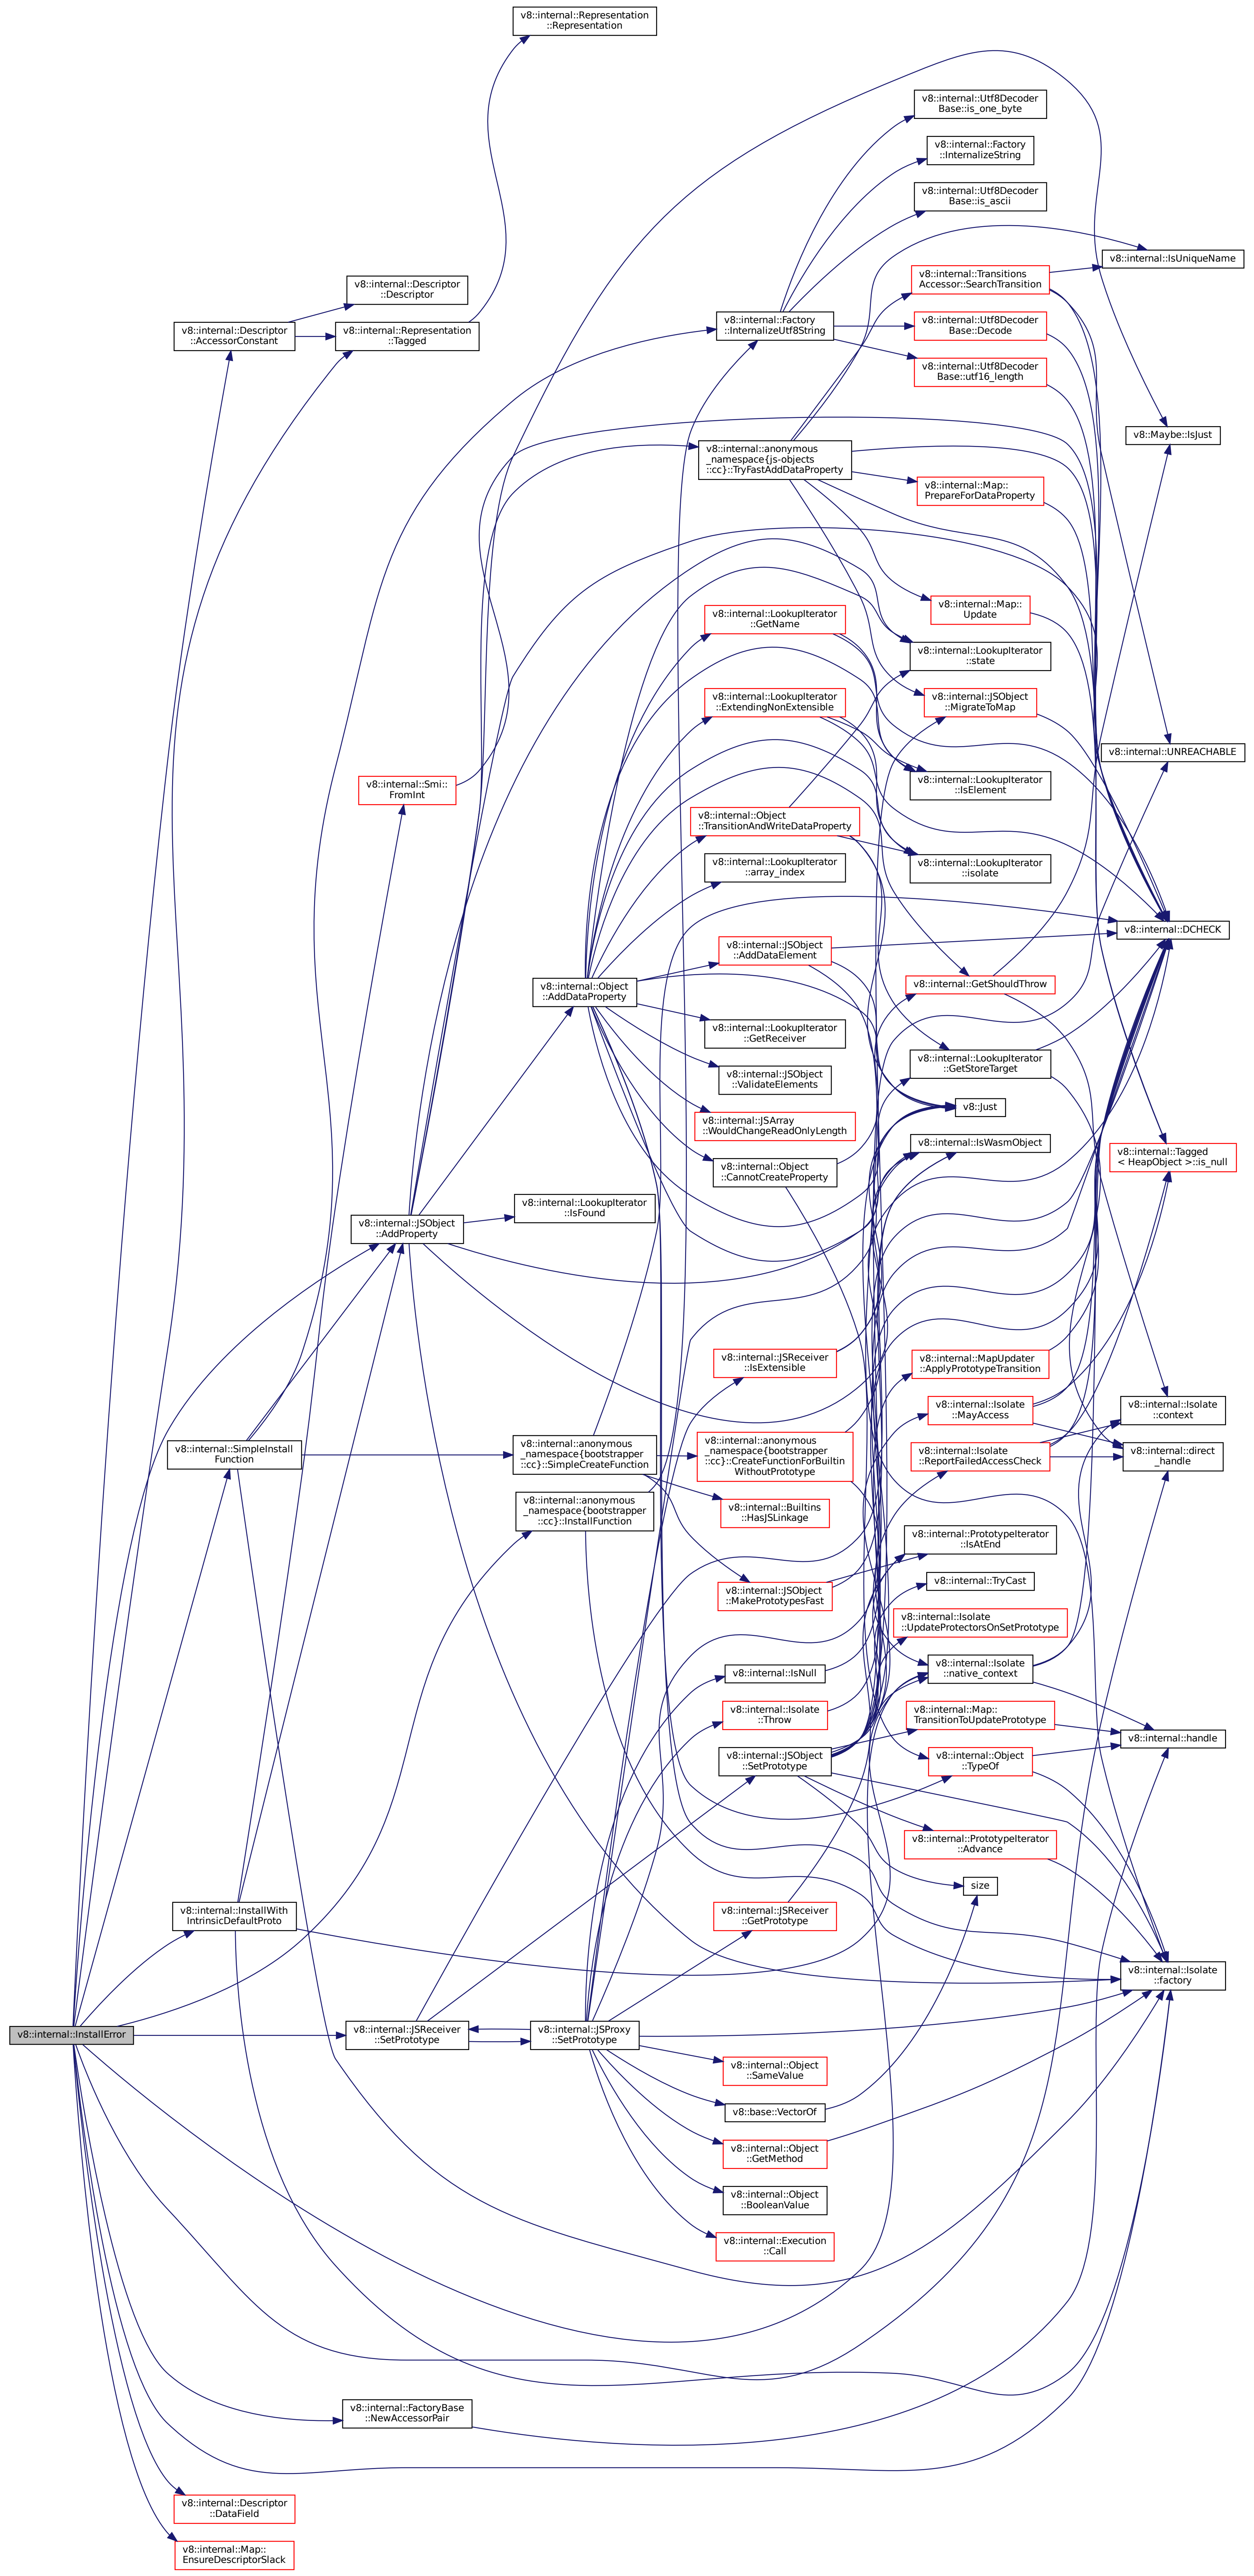 v8::internal::Representation
::Representation
v8::internal::Utf8Decoder
Base::is_one_byte
v8::internal::Factory
::InternalizeString
v8::internal::Utf8Decoder
Base::is_ascii
v8::internal::IsUniqueName
v8::internal::Transitions
Accessor::SearchTransition
v8::internal::Descriptor
::Descriptor
v8::internal::Descriptor
::AccessorConstant
v8::internal::Representation
::Tagged
v8::internal::Factory
::InternalizeUtf8String
v8::internal::Utf8Decoder
Base::Decode
v8::internal::Utf8Decoder
Base::utf16_length
v8::Maybe::IsJust
v8::internal::anonymous
_namespace{js-objects
::cc}::TryFastAddDataProperty
v8::internal::Map::
PrepareForDataProperty
v8::internal::Map::
Update
v8::internal::LookupIterator
::GetName
v8::internal::LookupIterator
::state
v8::internal::LookupIterator
::ExtendingNonExtensible
v8::internal::JSObject
::MigrateToMap
v8::internal::UNREACHABLE
v8::internal::Smi::
FromInt
v8::internal::LookupIterator
::IsElement
v8::internal::Object
::TransitionAndWriteDataProperty
v8::internal::LookupIterator
::array_index
v8::internal::LookupIterator
::isolate
v8::internal::DCHECK
v8::internal::JSObject
::AddDataElement
v8::internal::Object
::AddDataProperty
v8::internal::GetShouldThrow
v8::internal::LookupIterator
::GetReceiver
v8::internal::LookupIterator
::GetStoreTarget
v8::internal::JSObject
::ValidateElements
v8::Just
v8::internal::JSArray
::WouldChangeReadOnlyLength
v8::internal::IsWasmObject
v8::internal::Tagged
< HeapObject >::is_null
v8::internal::Object
::CannotCreateProperty
v8::internal::LookupIterator
::IsFound
v8::internal::JSObject
::AddProperty
v8::internal::JSReceiver
::IsExtensible
v8::internal::MapUpdater
::ApplyPrototypeTransition
v8::internal::Isolate
::MayAccess
v8::internal::Isolate
::context
v8::internal::SimpleInstall
Function
v8::internal::anonymous
_namespace{bootstrapper
::cc}::SimpleCreateFunction
v8::internal::anonymous
_namespace{bootstrapper
::cc}::CreateFunctionForBuiltin
WithoutPrototype
v8::internal::Isolate
::ReportFailedAccessCheck
v8::internal::direct
_handle
v8::internal::anonymous
_namespace{bootstrapper
::cc}::InstallFunction
v8::internal::Builtins
::HasJSLinkage
v8::internal::PrototypeIterator
::IsAtEnd
v8::internal::JSObject
::MakePrototypesFast
v8::internal::TryCast
v8::internal::Isolate
::UpdateProtectorsOnSetPrototype
v8::internal::IsNull
v8::internal::Isolate
::native_context
v8::internal::Isolate
::Throw
v8::internal::Map::
TransitionToUpdatePrototype
v8::internal::handle
v8::internal::JSObject
::SetPrototype
v8::internal::Object
::TypeOf
v8::internal::PrototypeIterator
::Advance
size
v8::internal::InstallWith
IntrinsicDefaultProto
v8::internal::JSReceiver
::GetPrototype
v8::internal::Isolate
::factory
v8::internal::InstallError
v8::internal::JSReceiver
::SetPrototype
v8::internal::JSProxy
::SetPrototype
v8::internal::Object
::SameValue
v8::base::VectorOf
v8::internal::Object
::GetMethod
v8::internal::Object
::BooleanValue
v8::internal::Execution
::Call
v8::internal::FactoryBase
::NewAccessorPair
v8::internal::Descriptor
::DataField
v8::internal::Map::
EnsureDescriptorSlack